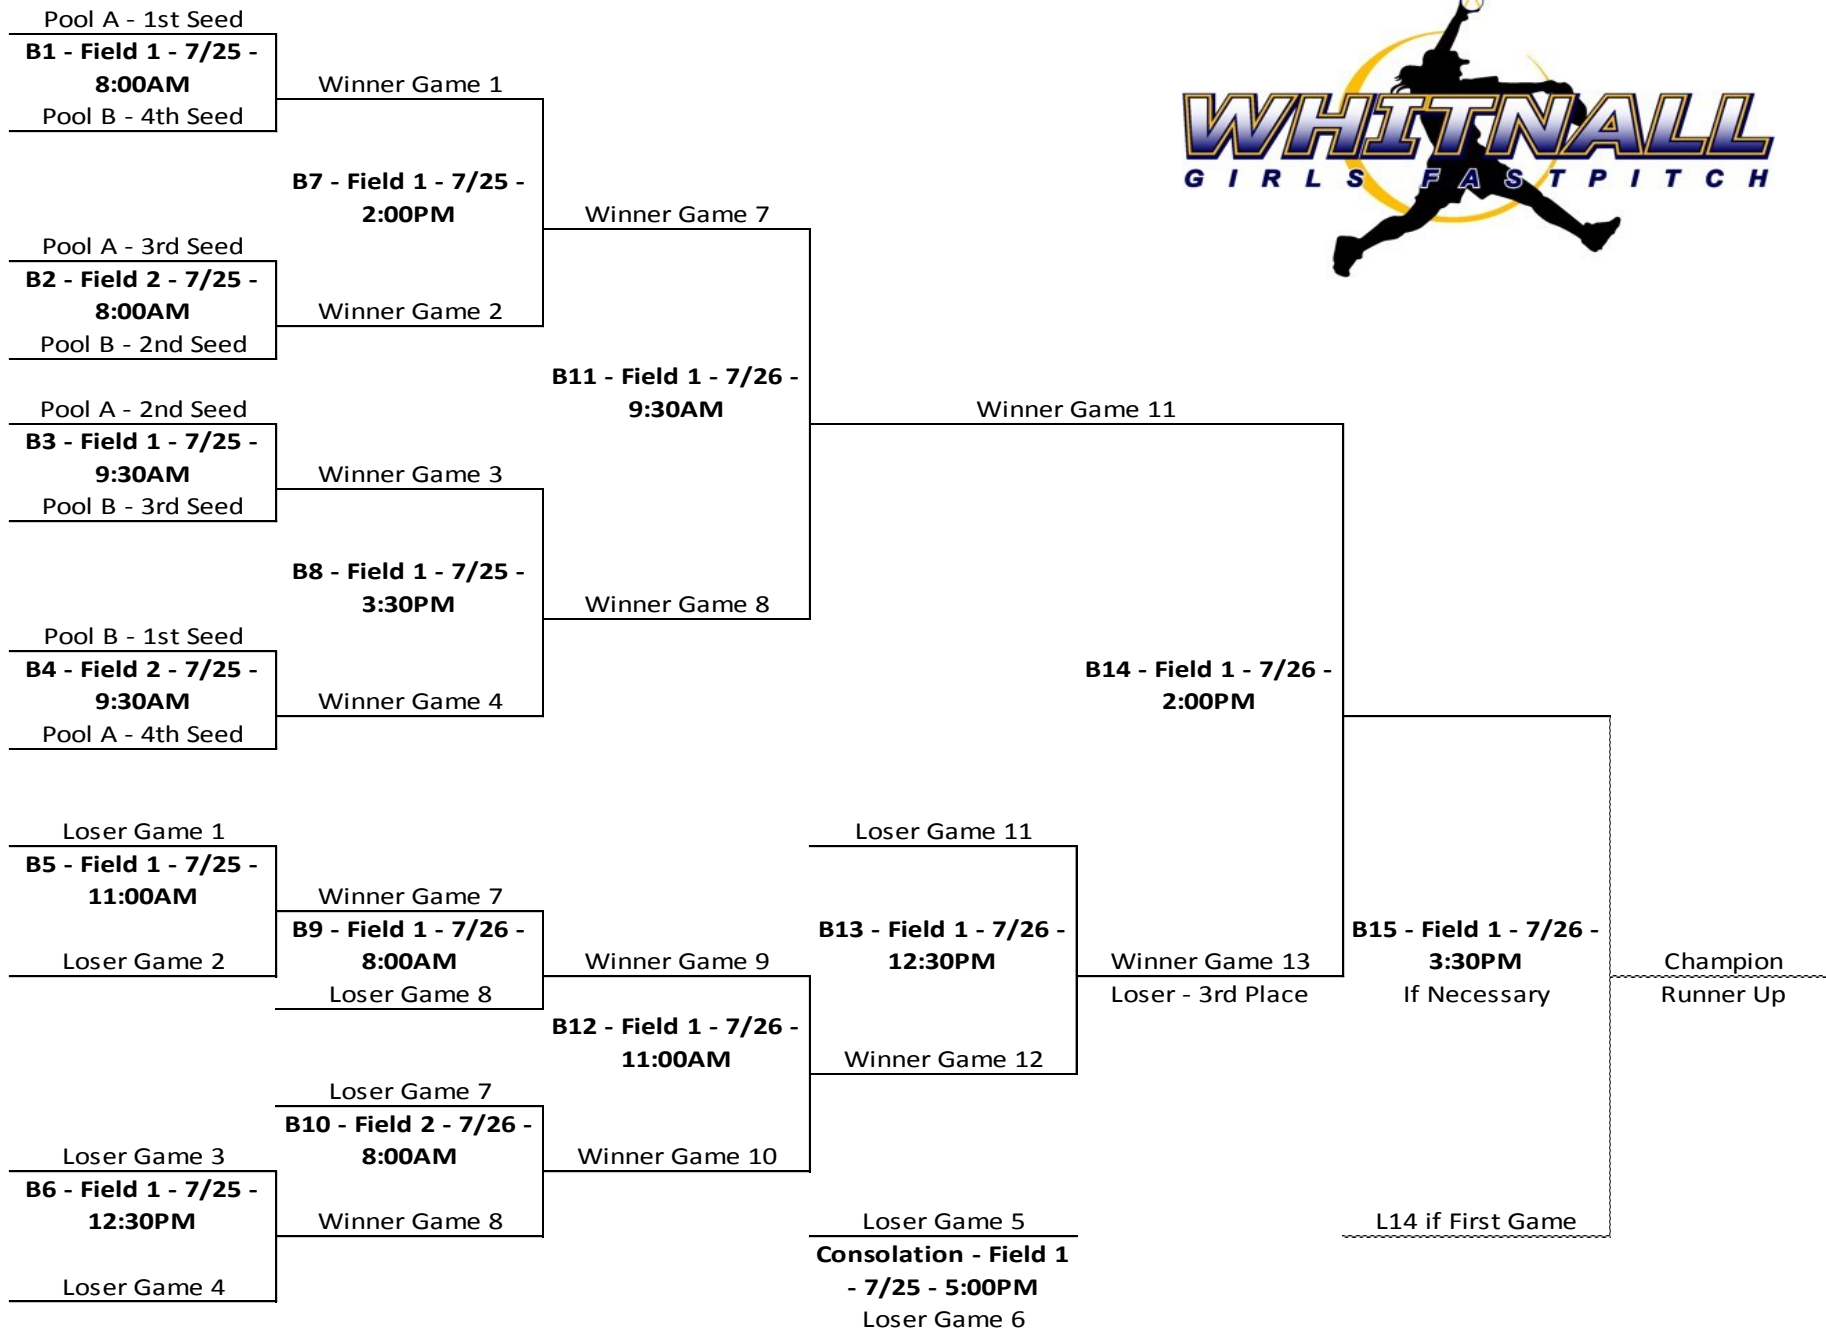 Pool A - 1st Seed
B1 - Field 1 - 7/25 -
8:00AM
Pool B - 4th Seed
Winner Game 1
B7 - Field 1 - 7/25 -
2:00PM
Pool A - 3rd Seed
B2 - Field 2 - 7/25 -
8:00AM
Pool B - 2nd Seed
Winner Game 2
Winner Game 7
B11 - Field 1 - 7/26 -
9:30AM
Pool A - 2nd Seed
B3 - Field 1 - 7/25 -
9:30AM
Pool B - 3rd Seed
Winner Game 3
B8 - Field 1 - 7/25 -
3:30PM
Pool B - 1st Seed
B4 - Field 2 - 7/25 -
9:30AM
Pool A - 4th Seed
Winner Game 4
Winner Game 8
Winner Game 11
WHITNALL
GIRLS FASTPITCH
B14 - Field 1 - 7/26 -
2:00PM
Loser Game 1
B5 - Field 1 - 7/25 -
11:00AM
Loser Game 2
Winner Game 7
B9 - Field 1 - 7/26 -
8:00AM
Loser Game 8
Winner Game 9
B12 - Field 1 - 7/26 -
11:00AM
Loser Game 7
B10 - Field 2 - 7/26 -
8:00AM
Loser Game 3
B6 - Field 1 - 7/25 -
12:30PM
Loser Game 4
Winner Game 8
Winner Game 10
Loser Game 11
B13 - Field 1 - 7/26 -
12:30PM
Winner Game 12
Winner Game 13
Loser - 3rd Place
B15 - Field 1 - 7/26 -
3:30PM
If Necessary
L14 if First Game
Champion
Runner Up
Loser Game 5
Consolation - Field 1
- 7/25 - 5:00PM
Loser Game 6